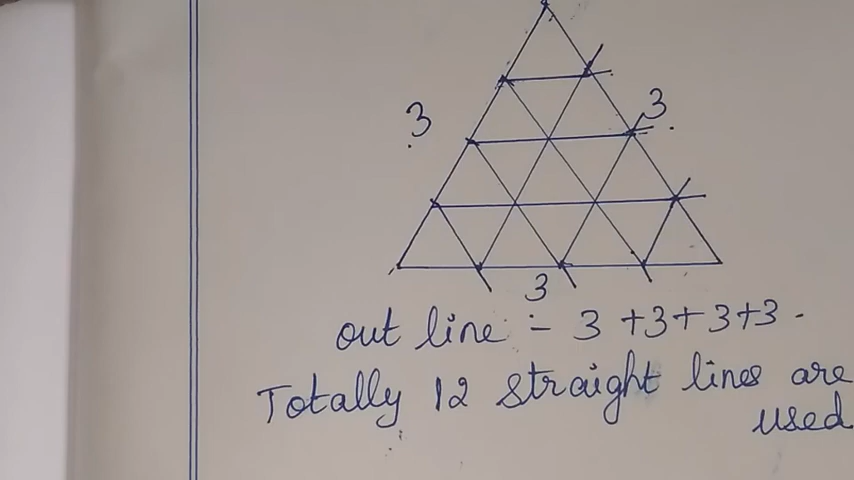 3
3
3
out line :- 3 +3+3+3 -
Totally 12 straight lines are
used